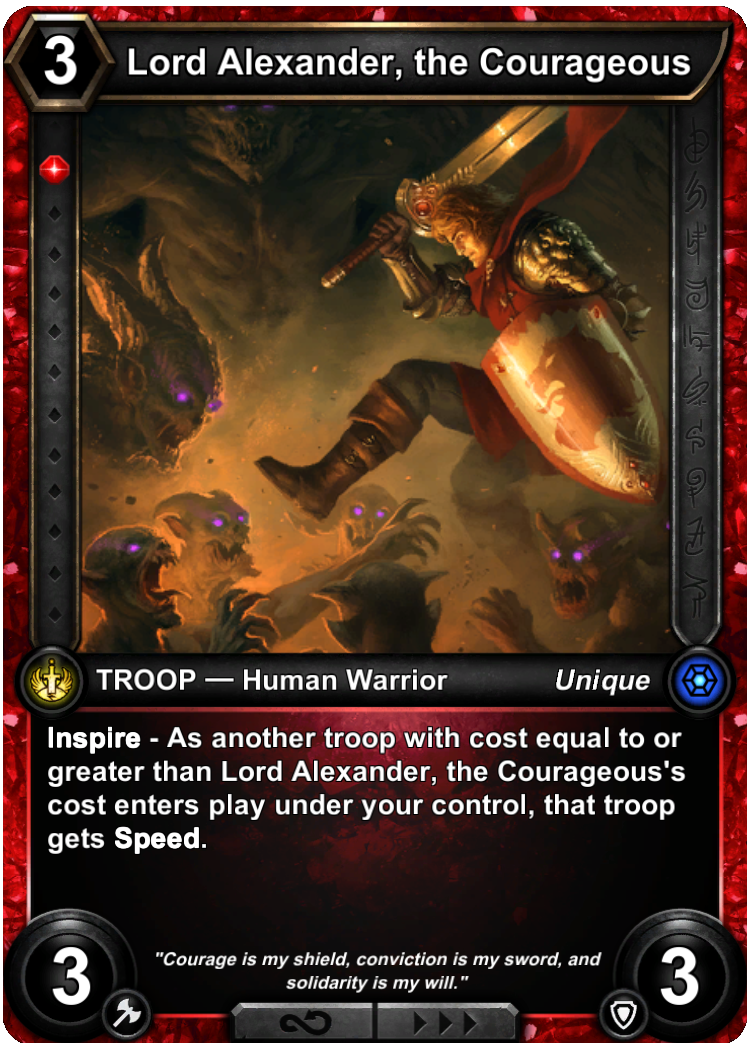 3
Lord Alexander, the Courageous
TROOP — Human Warrior
Unique
Inspire - As another troop with cost equal to or
greater than Lord Alexander, the Courageous's
cost enters play under your control, that troop
gets Speed.
"Courage is my shield, conviction is my sword, and
solidarity is my will."
3
3